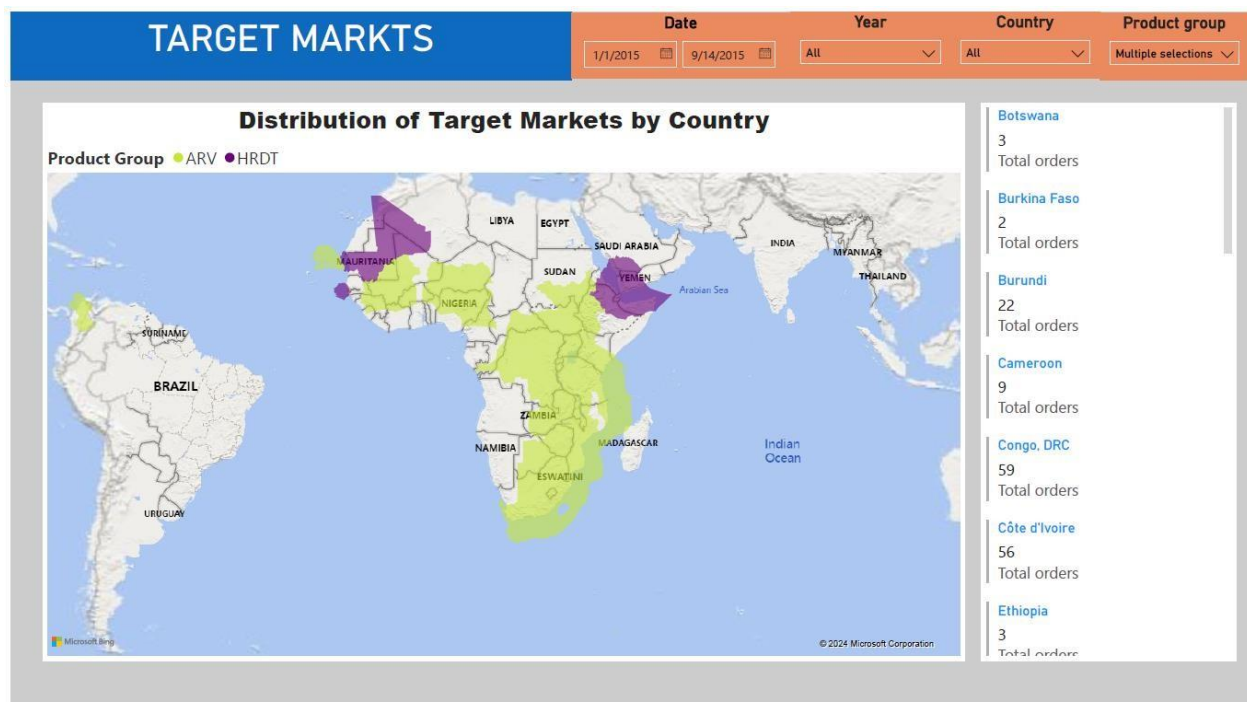 TARGET MARKTS
Date
Year
Country
Product group
1/1/2015
9/14/2015
All
All
Multiple selections
Distribution of Target Markets by Country
Product Group ARV HRDT
LIBYA
EGYPT
SAUDI ARABIA
INDIA
MYANMAR
THAILAND
MAURITANIA
SUDAN
YEMEN
Arabian Sea
NIGERIA
SURINAME
BRAZIL
ZAMBIA
NAMIBIA
MADAGASCAR
Indian
Ocean
ESWATINI
URUGUAY
Microsoft Bing
© 2024 Microsoft Corporation
Botswana
3
Total orders
Burkina Faso
2
Total orders
Burundi
22
Total orders
Cameroon
9
Total orders
Congo, DRC
59
Total orders
Côte d'Ivoire
56
Total orders
Ethiopia
3
Total orders